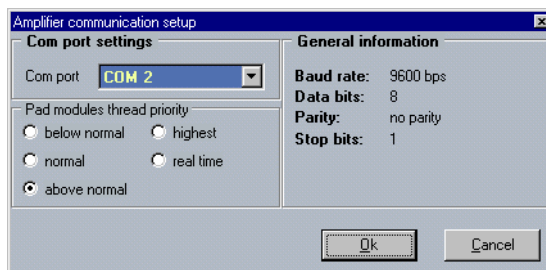 Amplifier communication setup
Com port settings
Com port COM 2
Pad modules thread priority
below normal highest
normal real time
above normal
General information
Baud rate: 9600 bps
Data bits: 8
Parity: no parity
Stop bits: 1
Ok Cancel